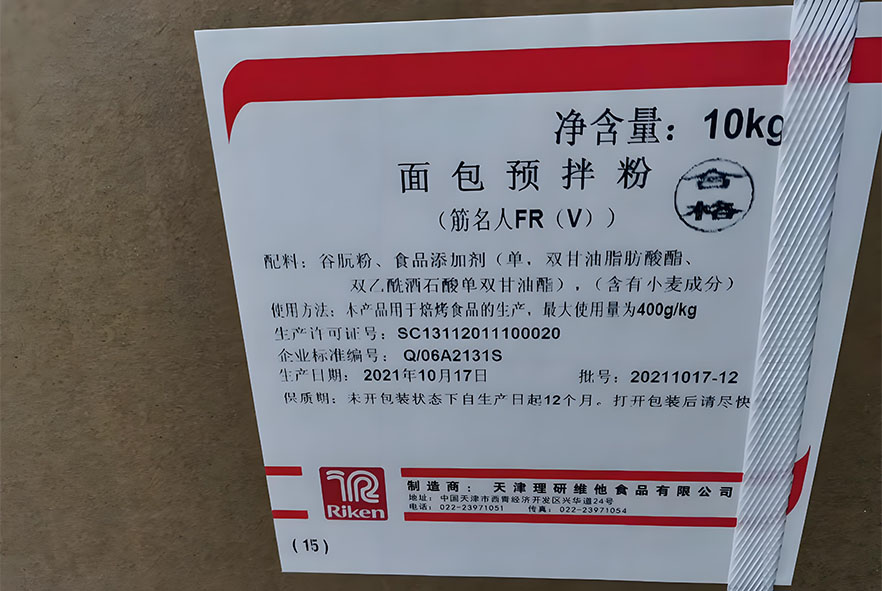 净含量：10kg
面包预拌粉
合格
（筋名人FR（V））
配料：谷朊粉、食品添加剂（单，双甘油脂肪酸酯、
双乙酰酒石酸单双甘油酯），（含有小麦成分）
使用方法：本产品用于焙烤食品的生产，最大使用量为400g/kg
生产许可证号：SC13112011100020
企业标准编号：Q/06A2131S
生产日期：2021年10月17日 批号：20211017-12
保质期：未开包装状态下自生产日起12个月。打开包装后请尽快
R
Riken
制造商：天津理研维他食品有限公司
地址：中国天津市西青经济开发区兴华道24号
电话：022-23971051 传真：022-23971054
(15)